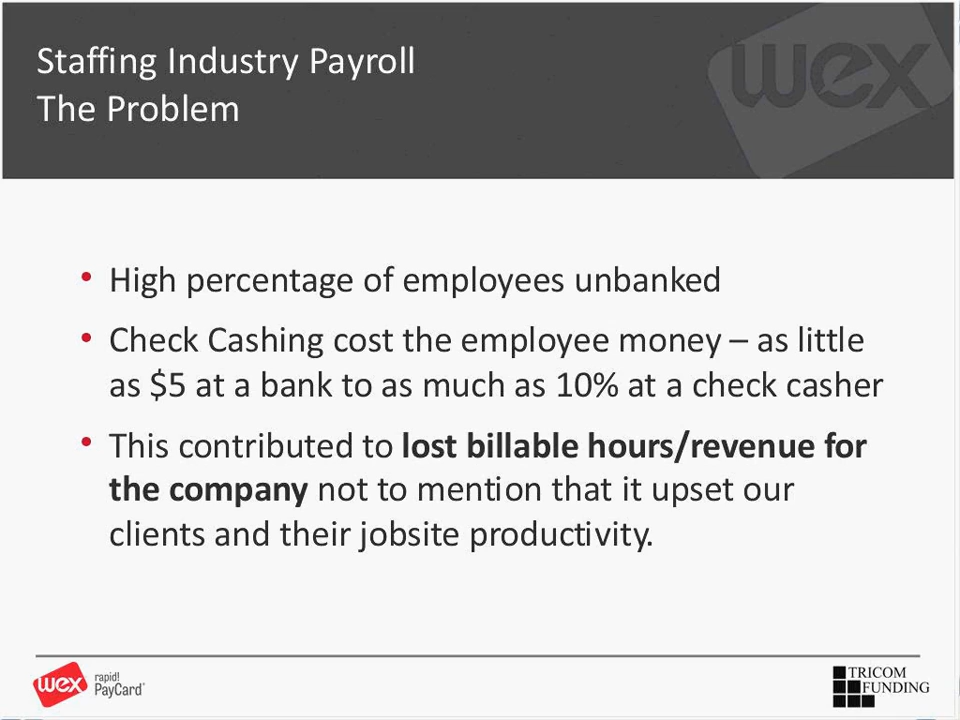 Staffing Industry Payroll
The Problem
wex
• High percentage of employees unbanked
• Check Cashing cost the employee money – as little
as $5 at a bank to as much as 10% at a check casher
• This contributed to lost billable hours/revenue for
the company not to mention that it upset our
clients and their jobsite productivity.
wex
rapid!
PayCard®
TRICOM
FUNDING